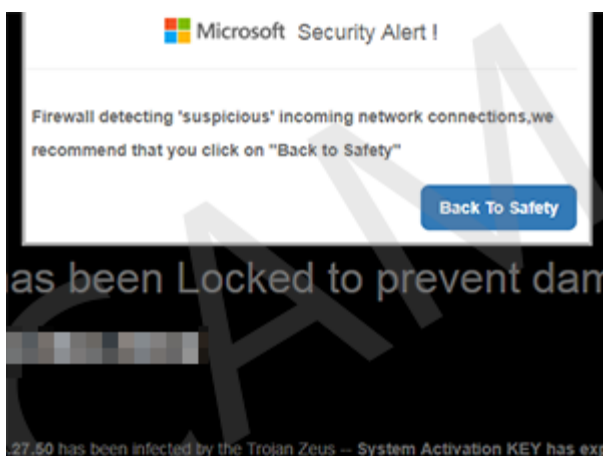 Microsoft Security Alert !
Firewall detecting 'suspicious' incoming network connections,we
recommend that you click on "Back to Safety"
Back To Safety
as been Locked to prevent dam
.27.50 has been infected by the Trojan Zeus -- System Activation KEY has exp
CAM